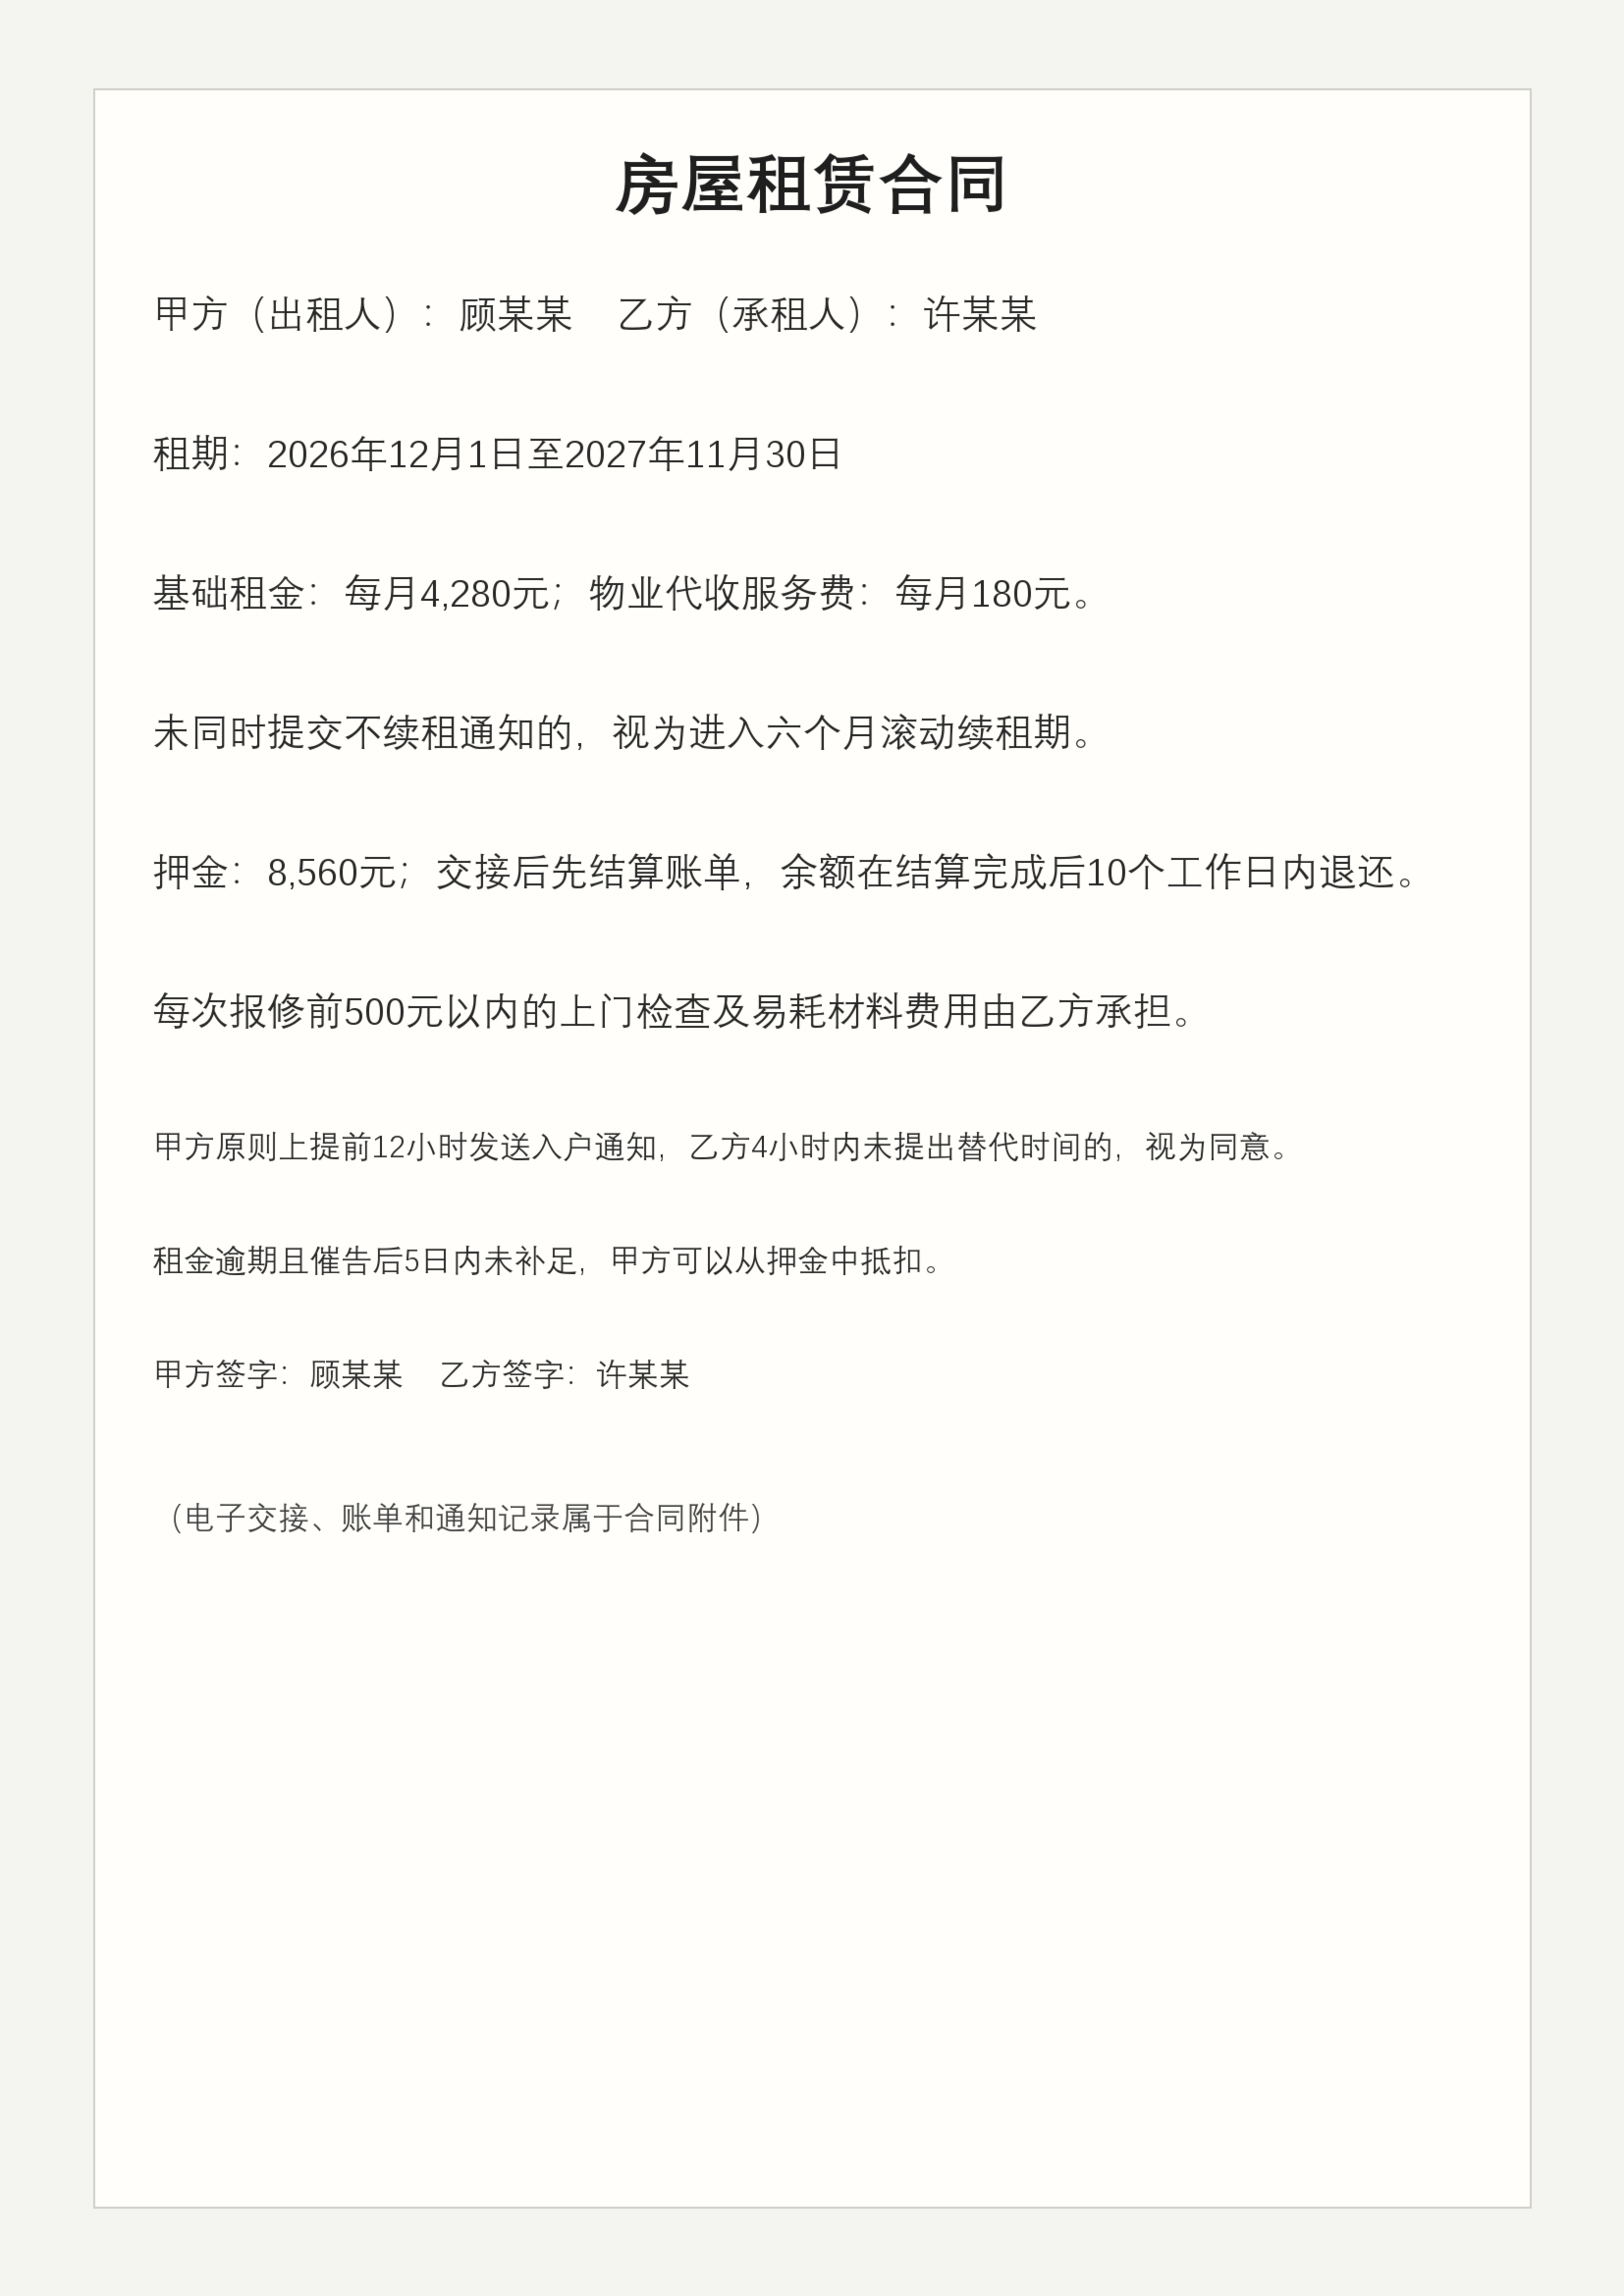 房屋租赁合同
甲方（出租人）：顾某某　乙方（承租人）：许某某
租期：2026年12月1日至2027年11月30日
基础租金：每月4,280元；物业代收服务费：每月180元。
未同时提交不续租通知的，视为进入六个月滚动续租期。
押金：8,560元；交接后先结算账单，余额在结算完成后10个工作日内退还。
每次报修前500元以内的上门检查及易耗材料费用由乙方承担。
甲方原则上提前12小时发送入户通知，乙方4小时内未提出替代时间的，视为同意。
租金逾期且催告后5日内未补足，甲方可以从押金中抵扣。
甲方签字：顾某某　乙方签字：许某某
（电子交接、账单和通知记录属于合同附件）